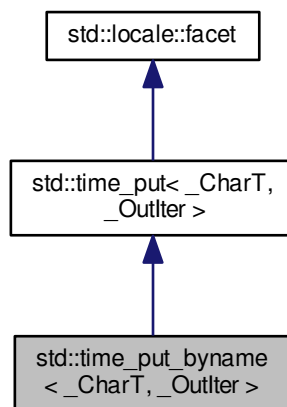 std::locale::facet
std::time_put< _CharT,
_OutIter >
std::time_put_byname
< _CharT, _OutIter >